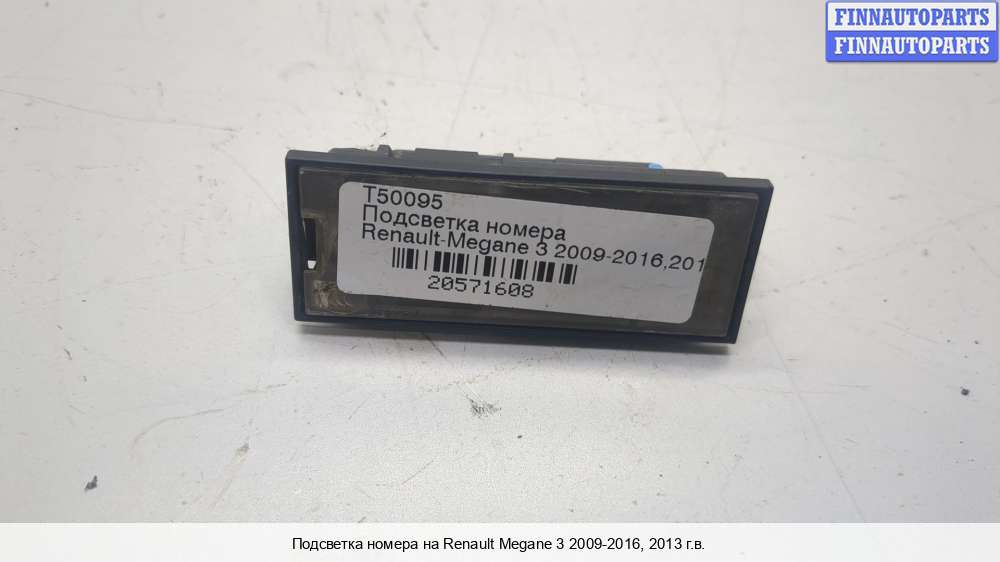 FINNAUTOPARTS
FINNAUTOPARTS
T50095
Подсветка номера
Renault-Megane 3 2009-2016,201
20571608
Подсветка номера на Renault Megane 3 2009-2016, 2013 г.в.